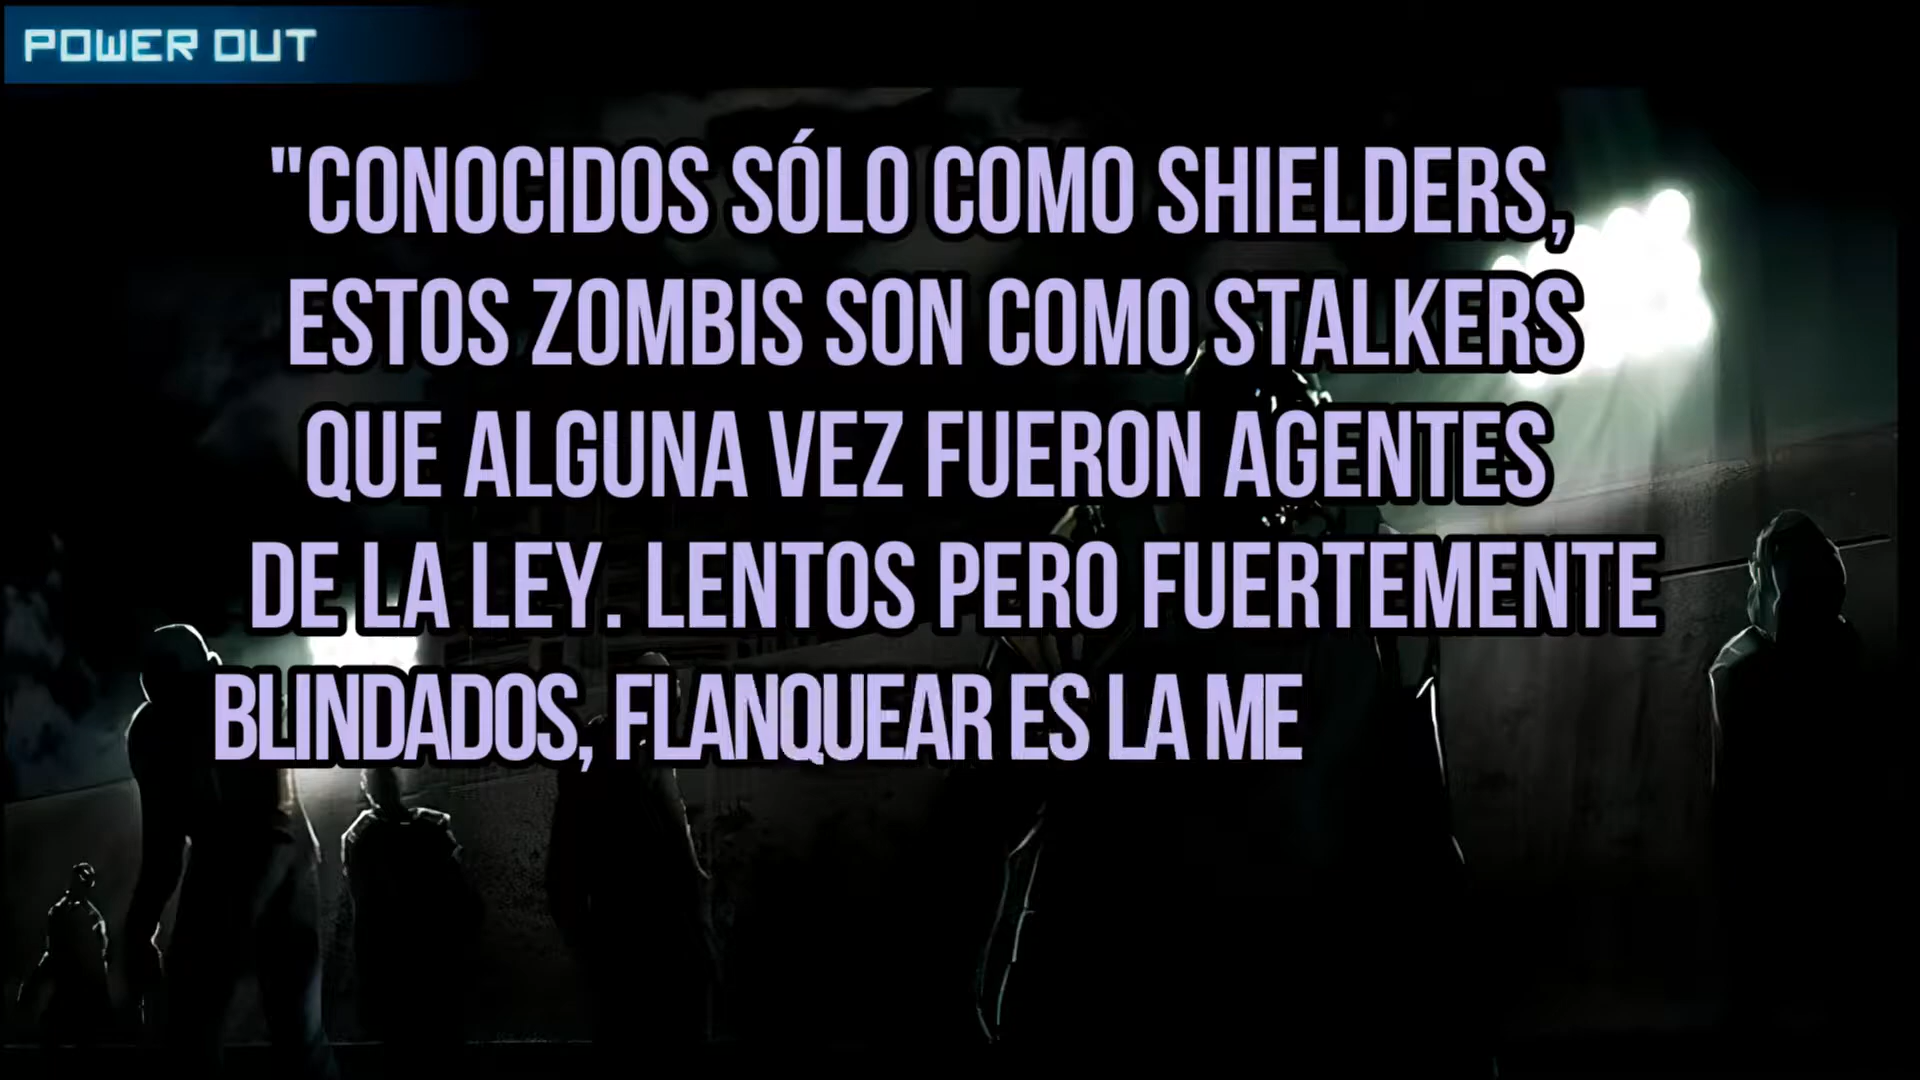 POWER OUT
"CONOCIDOS SÓLO COMO SHIELDERS,
ESTOS ZOMBIS SON COMO STALKERS
QUE ALGUNA VEZ FUERON AGENTES
DE LA LEY. LENTOS PERO FUERTEMENTE
BLINDADOS, FLANQUEAR ES LA ME